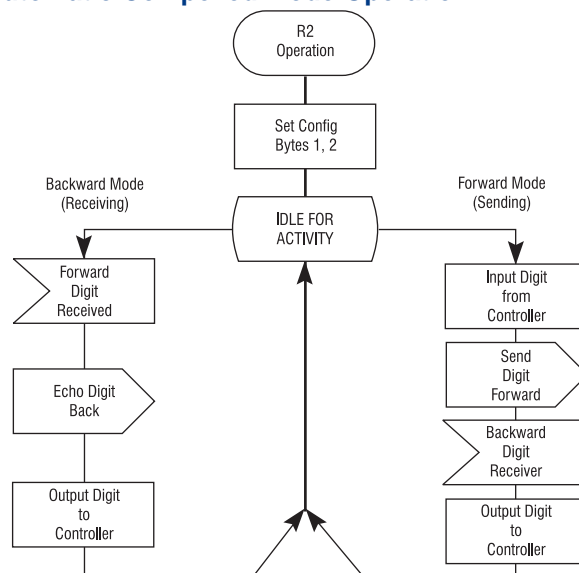 R2
Operation
Set Config
Bytes 1, 2
Backward Mode
(Receiving)
Forward Mode
(Sending)
IDLE FOR
ACTIVITY
Forward
Digit
Received
Echo Digit
Back
Output Digit
to
Controller
Input Digit
from
Controller
Send
Digit
Forward
Backward
Digit
Receiver
Output Digit
to
Controller